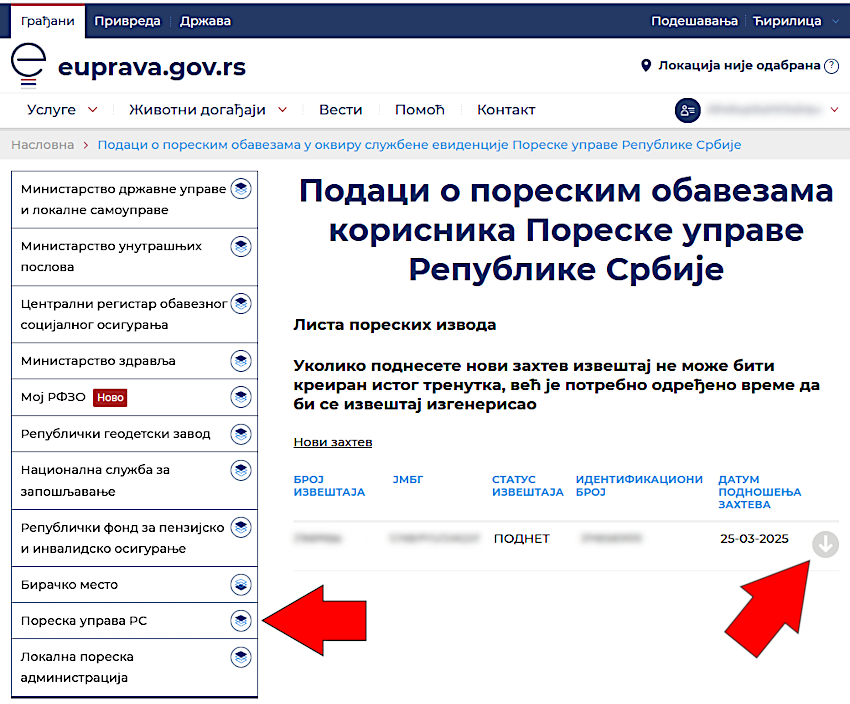 Грађани Привреда Држава Подешавања Ћирилица
euprava.gov.rs Локација није одабрана ?
Услуге Животни догађаји Вести Помоћ Контакт
Насловна > Подаци о пореским обавезама у оквиру службене евиденције Пореске управе Републике Србије
Министарство државне управе
и локалне самоуправе
Министарство унутрашњих
послова
Централни регистар обавезног
социјалног осигурања
Министарство здравља
Мој РФЗО Ново
Републички геодетски завод
Национална служба за
запошљавање
Републички фонд за пензијско
и инвалидско осигурање
Бирачко место
Пореска управа РС
Локална пореска
администрација
Подаци о пореским обавезама
корисника Пореске управе
Републике Србије
Листа пореских извода
Уколико поднесете нови захтев извештај не може бити
креиран истог тренутка, већ је потребно одређено време да
би се извештај изгенерисао
Нови захтев
БРОЈ
ИЗВЕШТАЈА
ЈМБГ
СТАТУС
ИЗВЕШТАЈА
ИДЕНТИФИКАЦИОНИ
БРОЈ
ДАТУМ
ПОДНОШЕЊА
ЗАХТЕВА
ПОДНЕТ 25-03-2025